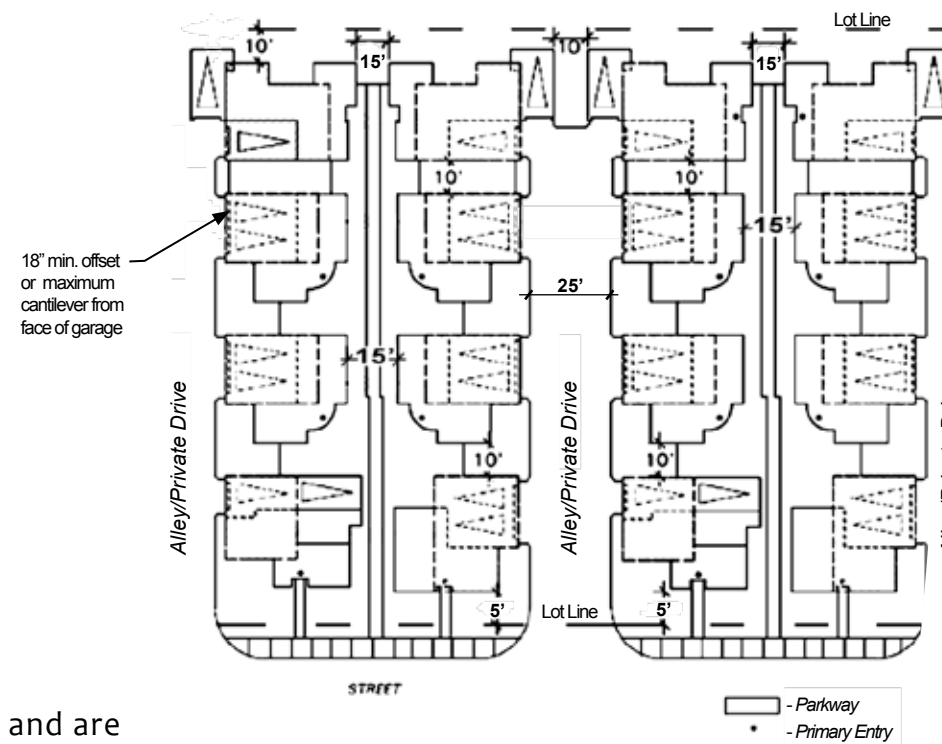 Lot Line
10'
15'
10'
15'
10'
10'
15'
18” min. offset
or maximum
cantilever from
face of garage
25'
15'
Alley/Private Drive
Alley/Private Drive
10'
10'
5'
Lot Line
5'
STREET
- Parkway
- Primary Entry
and are